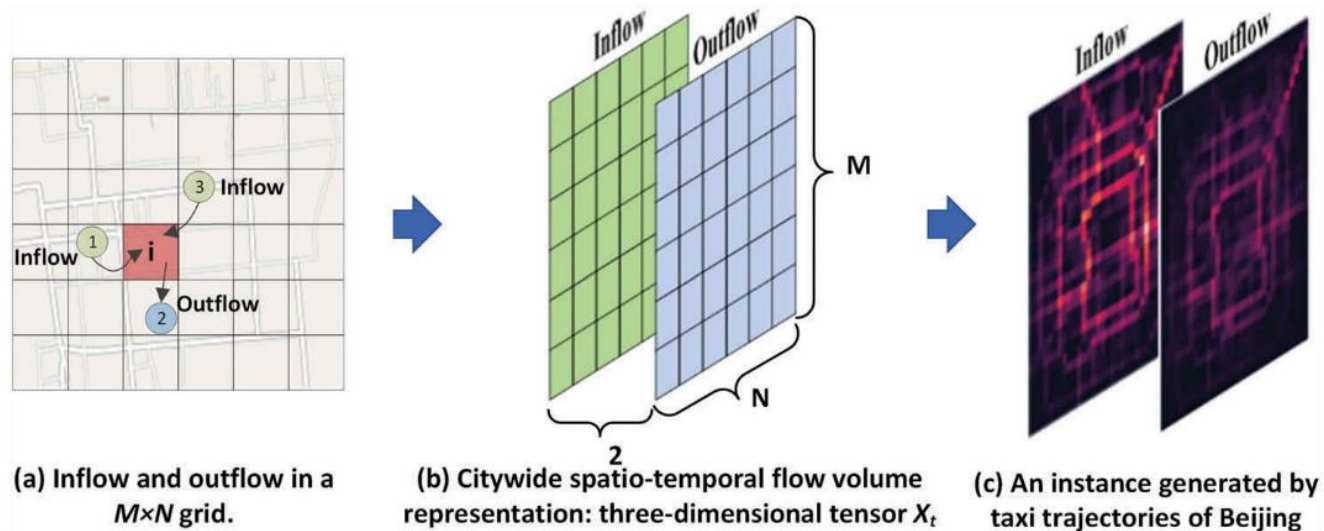 3 Inflow
1
Inflow
i
Outflow
2
(a) Inflow and outflow in a
M×N grid.
Inflow
Outflow
M
N
2
(b) Citywide spatio-temporal flow volume
representation: three-dimensional tensor Xt
Inflow
Outflow
(c) An instance generated by
taxi trajectories of Beijing